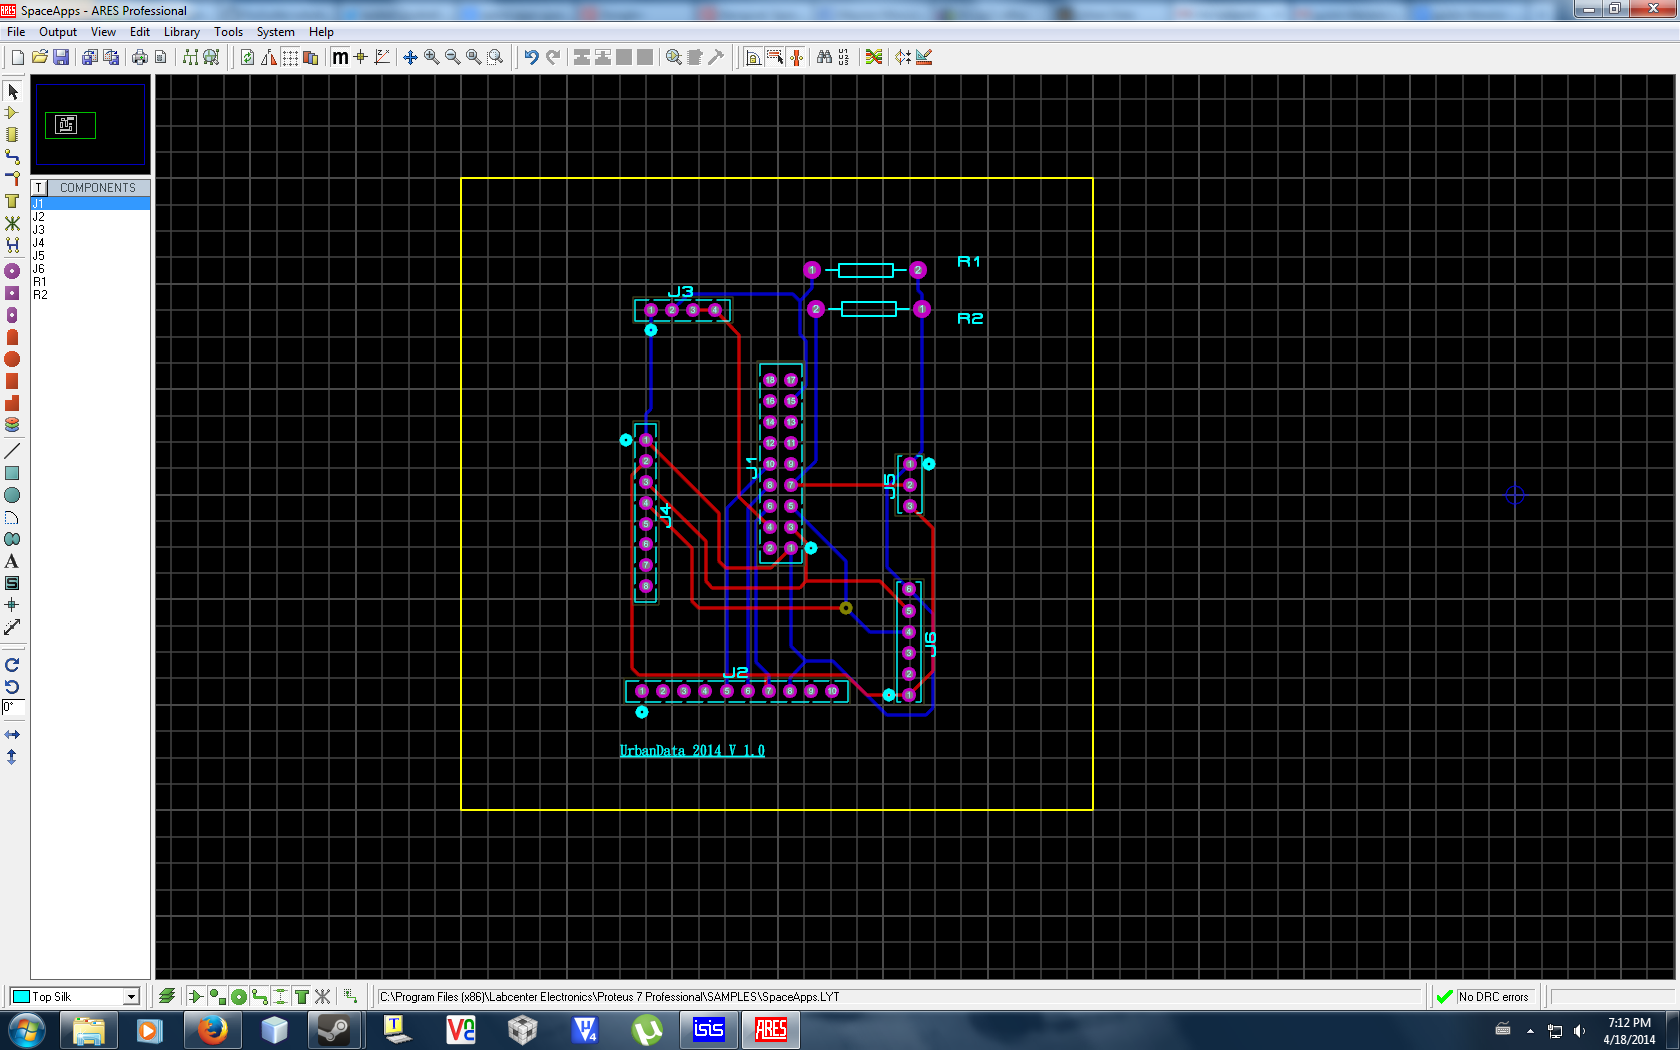 SpaceApps - ARES Professional
File Output View Edit Library Tools System Help
T COMPONENTS
J1
J2
J3
J4
J5
J6
R1
R2
0°
R1
R2
1 2
2 1
J3
1 2 3 4
J1
18 17
16 15
14 13
12 11
10 9
8 7
6 5
4 3
2 1
J4
1
2
3
4
5
6
7
8
J5
1
2
3
J6
6
5
4
3
2
1
J2
1 2 3 4 5 6 7 8 9 10
UrbanData 2014 V 1.0
Top Silk
C:\Program Files (x86)\Labcenter Electronics\Proteus 7 Professional\SAMPLES\SpaceApps.LYT
No DRC errors
isis
ARES
7:12 PM
4/18/2014